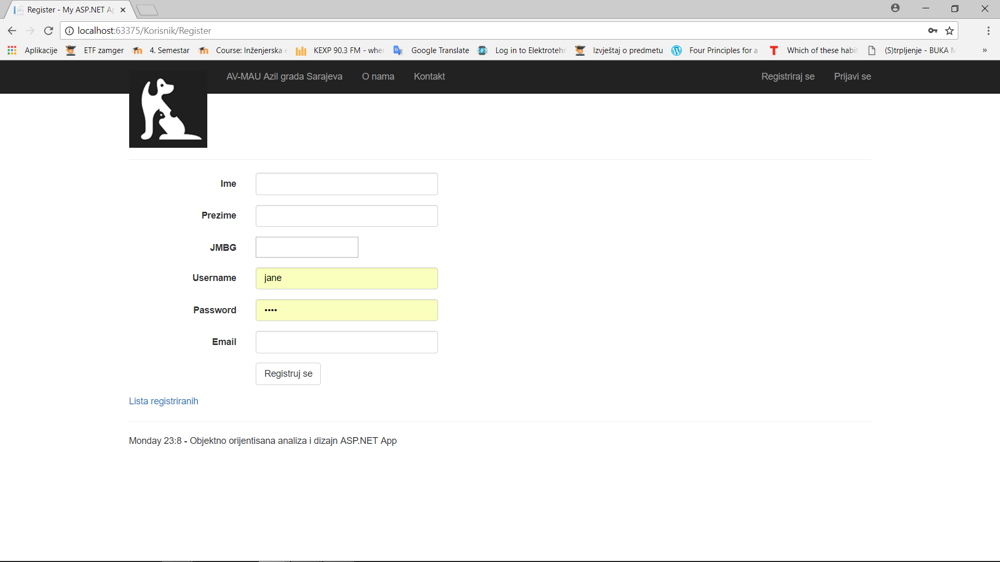 Register - My ASP.NET Ap
localhost:63375/Korisnik/Register
Aplikacije ETF zamger 4. Semestar Course: Inženjerska e KEXP 90.3 FM - wher Google Translate Log in to Elektrotehn Izvještaj o predmetu Four Principles for a Which of these habit (S)trpljenje - BUKA M »
AV-MAU Azil grada Sarajeva O nama Kontakt Registriraj se Prijavi se
Ime
Prezime
JMBG
Username jane
Password ••••
Email
Registruj se
Lista registriranih
Monday 23:8 - Objektno orijentisana analiza i dizajn ASP.NET App